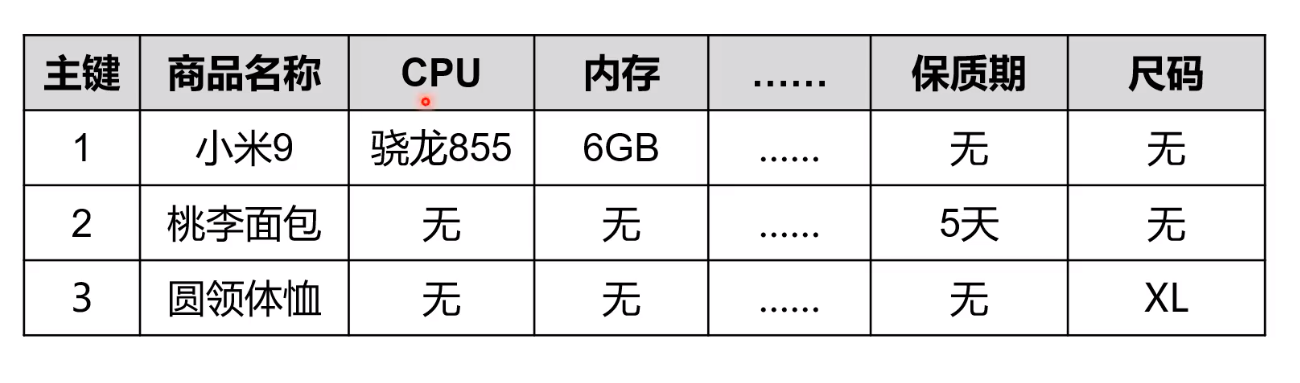 主键 商品名称 CPU 内存 …… 保质期 尺码
1 小米9 骁龙855 6GB …… 无 无
2 桃李面包 无 无 …… 5天 无
3 圆领体恤 无 无 …… 无 XL